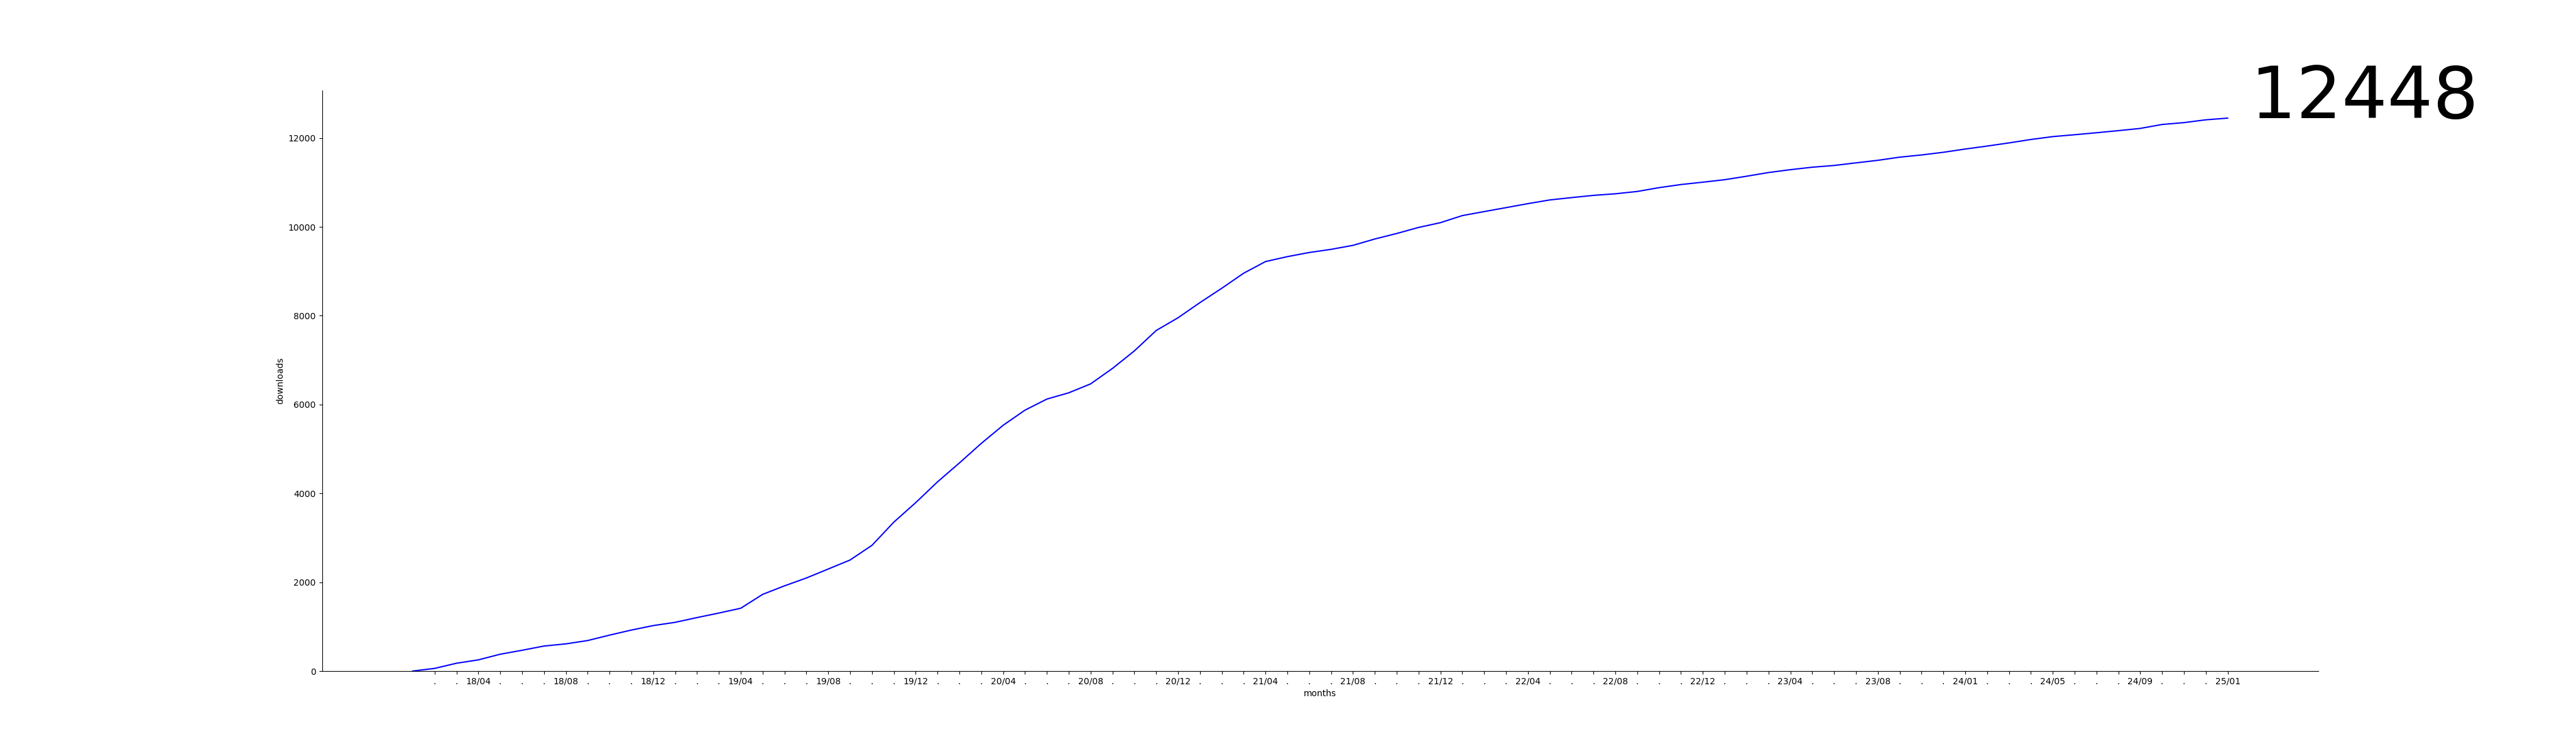 12448
12000
10000
8000
6000
4000
2000
0
downloads
. . 18/04 . . . 18/08 . . . 18/12 . . . 19/04 . . . 19/08 . . . 19/12 . . . 20/04 . . . 20/08 . . . 20/12 . . . 21/04 . . . 21/08 . . . 21/12 . . . 22/04 . . . 22/08 . . . 22/12 . . . 23/04 . . . 23/08 . . . 24/01 . . . 24/05 . . . 24/09 . . . 25/01
months